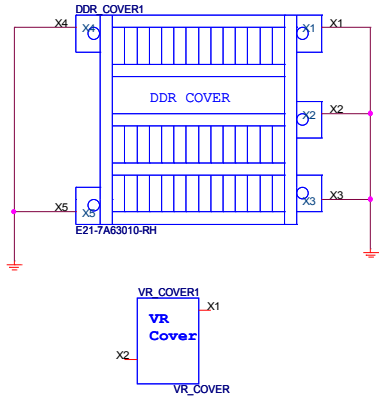 DDR_COVER1
X4 X4 X1 X1
DDR COVER
X2 X2
X5 X5 X3 X3
E21-7A63010-RH
VR_COVER1
X1
VR
Cover
X2
VR_COVER